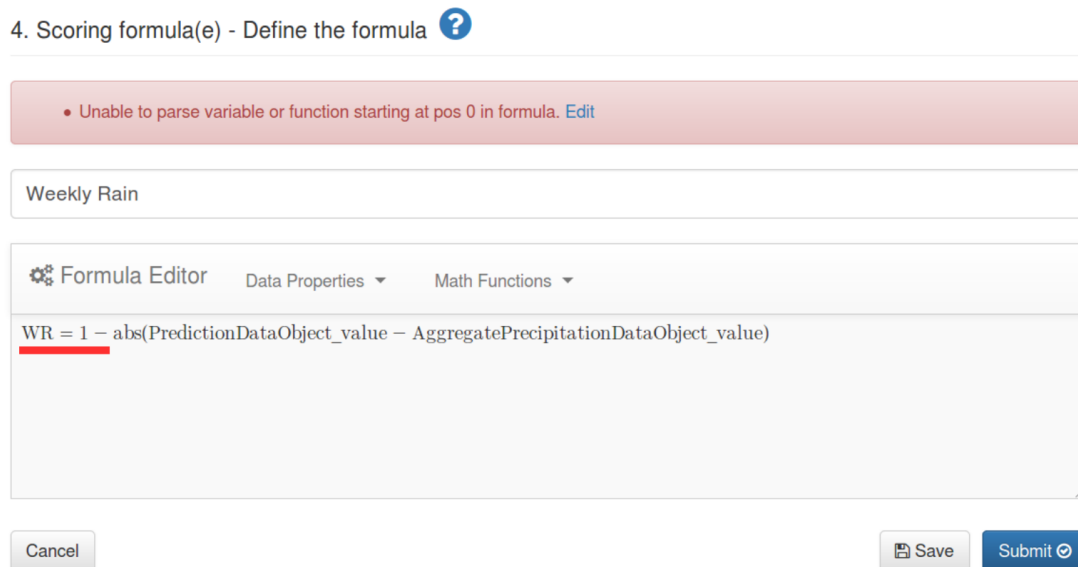 4. Scoring formula(e) - Define the formula ?
Unable to parse variable or function starting at pos 0 in formula. Edit
Weekly Rain
Formula Editor Data Properties Math Functions
WR = 1 − abs(PredictionDataObject_value − AggregatePrecipitationDataObject_value)
Cancel Save Submit